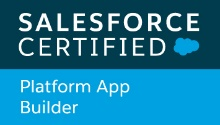 SALESFORCE
CERTIFIED
Platform App
Builder